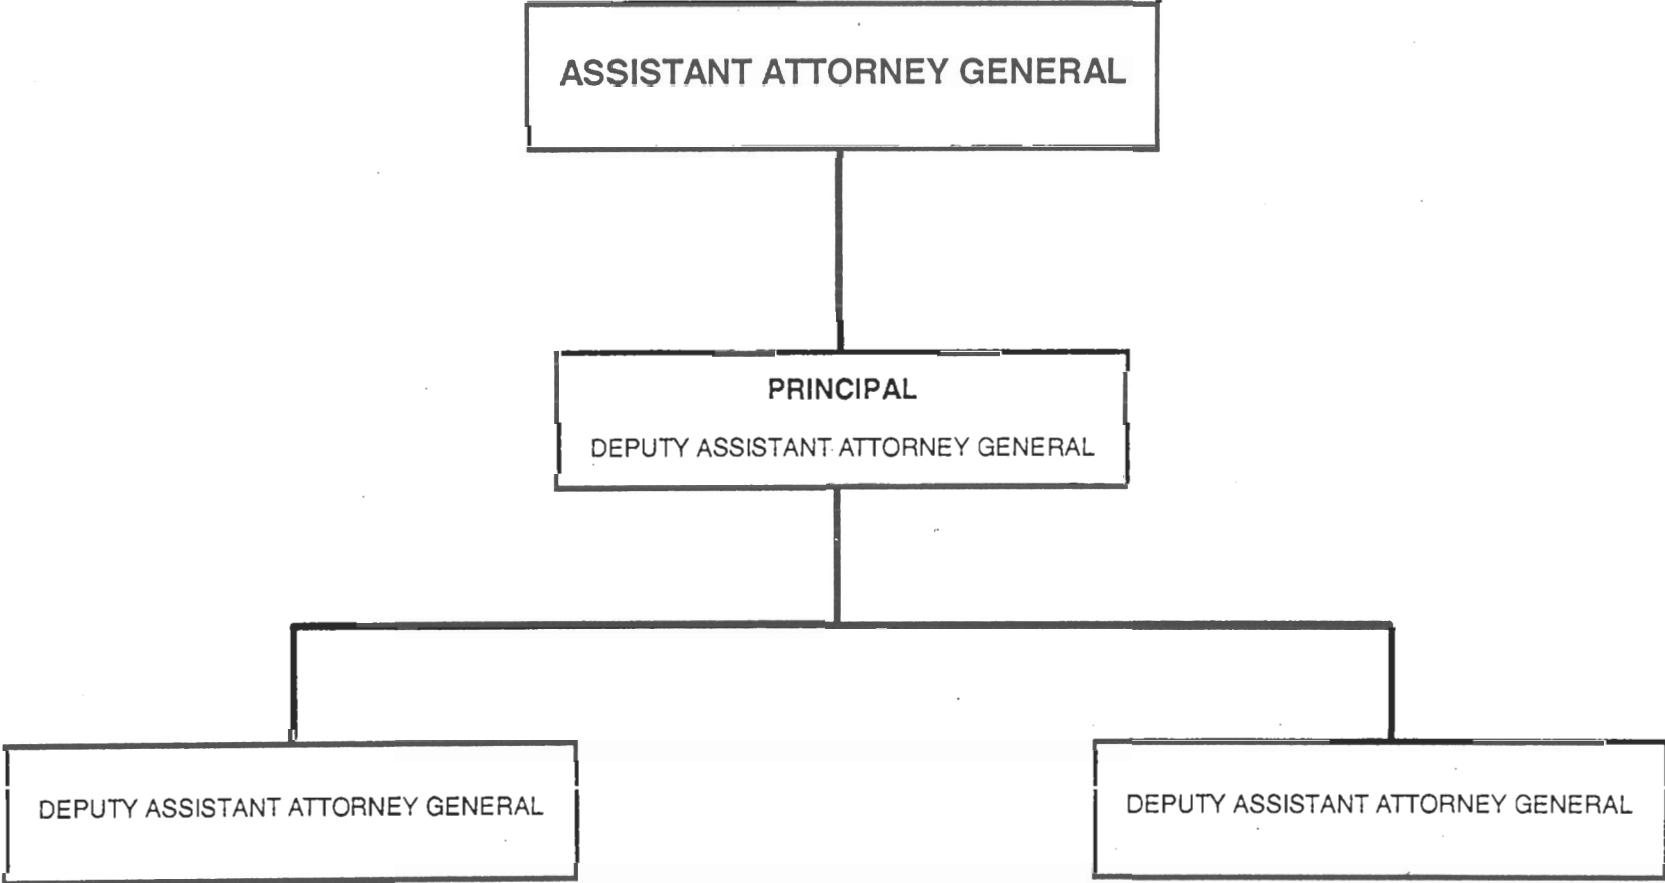 ASSISTANT ATTORNEY GENERAL
PRINCIPAL
DEPUTY ASSISTANT ATTORNEY GENERAL
DEPUTY ASSISTANT ATTORNEY GENERAL
DEPUTY ASSISTANT ATTORNEY GENERAL